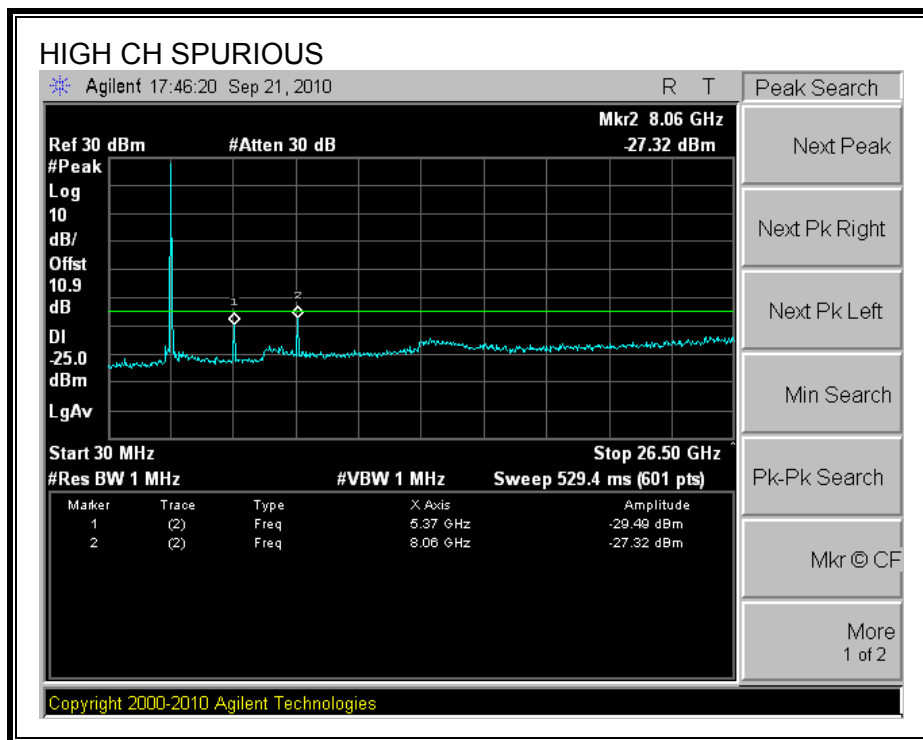 HIGH CH SPURIOUS
Agilent 17:46:20 Sep 21, 2010 R T
Mkr2 8.06 GHz
Ref 30 dBm #Atten 30 dB -27.32 dBm
#Peak
Log
10
dB/
Offst
10.9
dB
DI
-25.0
dBm
LgAv
1
2
Start 30 MHz Stop 26.50 GHz
#Res BW 1 MHz #VBW 1 MHz Sweep 529.4 ms (601 pts)
Marker Trace Type X Axis Amplitude
1 (2) Freq 5.37 GHz -29.49 dBm
2 (2) Freq 8.06 GHz -27.32 dBm
Copyright 2000-2010 Agilent Technologies
Peak Search
Next Peak
Next Pk Right
Next Pk Left
Min Search
Pk-Pk Search
Mkr © CF
More
1 of 2